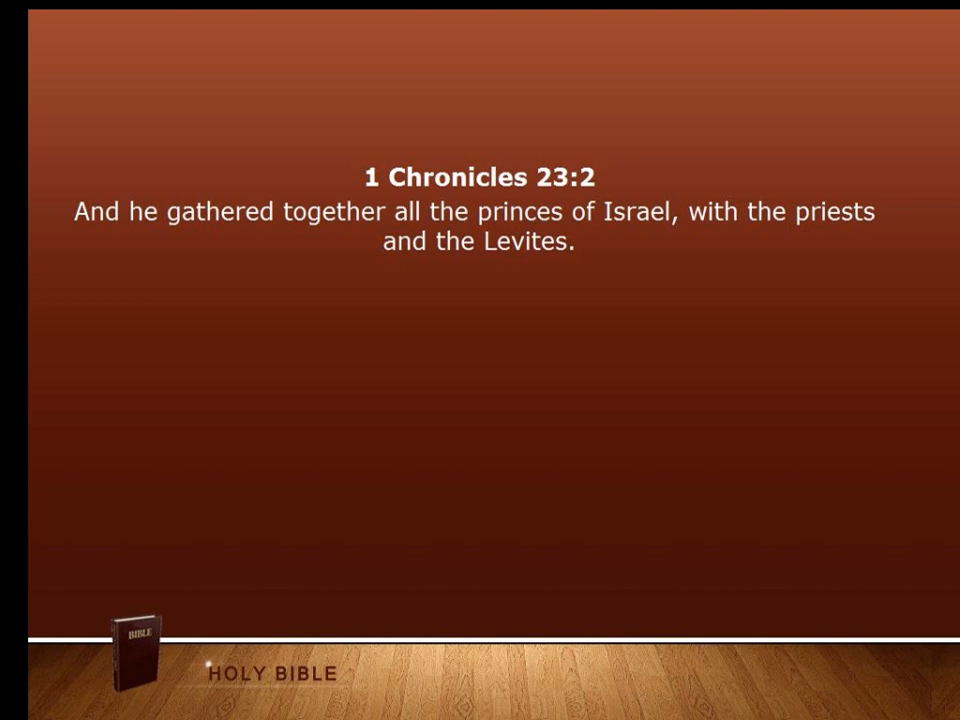 1 Chronicles 23:2
And he gathered together all the princes of Israel, with the priests
and the Levites.
BIBLE
HOLY BIBLE